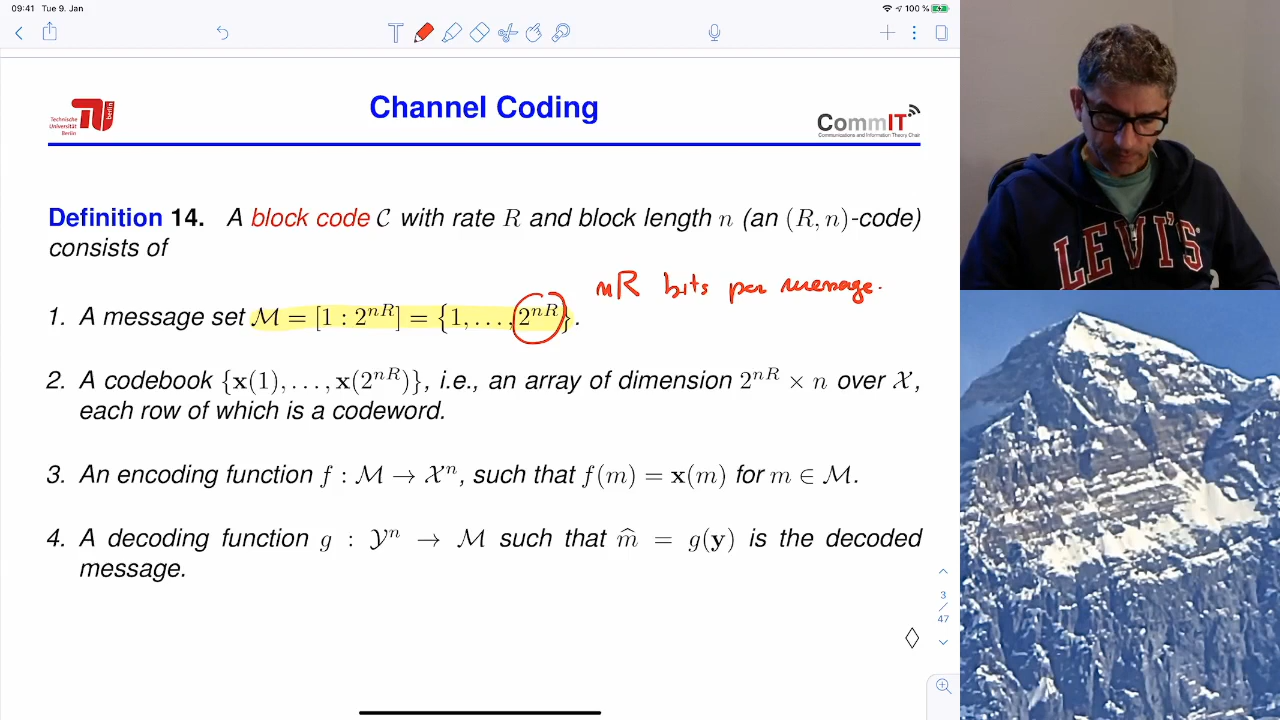 09:41 Tue 9. Jan
100 %
Channel Coding
Technische
Universität
Berlin
Berlin
CommIT
Communications and Information Theory Chair
Definition 14. A block code 𝒞 with rate R and block length n (an (R, n)-code)
consists of
nR bits per message.
1. A message set ℳ = [1 : 2^{nR}] = {1, . . . , 2^{nR}}.
2. A codebook {x(1), . . . , x(2^{nR})}, i.e., an array of dimension 2^{nR} × n over 𝒳,
each row of which is a codeword.
3. An encoding function f : ℳ → 𝒳^n, such that f(m) = x(m) for m ∈ ℳ.
4. A decoding function g : 𝒴^n → ℳ such that m̂ = g(y) is the decoded
message.
3
/
47
◊
LEVI'S